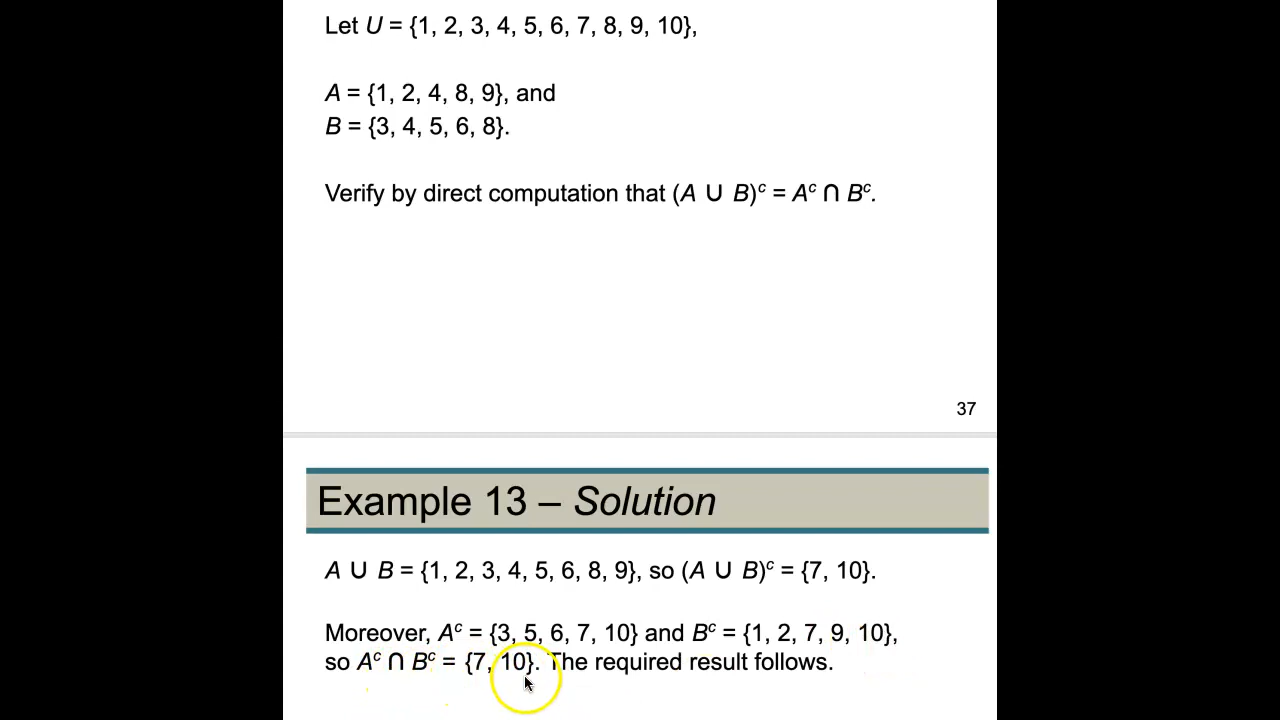 Let U = {1, 2, 3, 4, 5, 6, 7, 8, 9, 10},
A = {1, 2, 4, 8, 9}, and
B = {3, 4, 5, 6, 8}.
Verify by direct computation that (A ∪ B)ᶜ = Aᶜ ∩ Bᶜ.
37
Example 13 – Solution
A ∪ B = {1, 2, 3, 4, 5, 6, 8, 9}, so (A ∪ B)ᶜ = {7, 10}.
Moreover, Aᶜ = {3, 5, 6, 7, 10} and Bᶜ = {1, 2, 7, 9, 10},
so Aᶜ ∩ Bᶜ = {7, 10}. The required result follows.